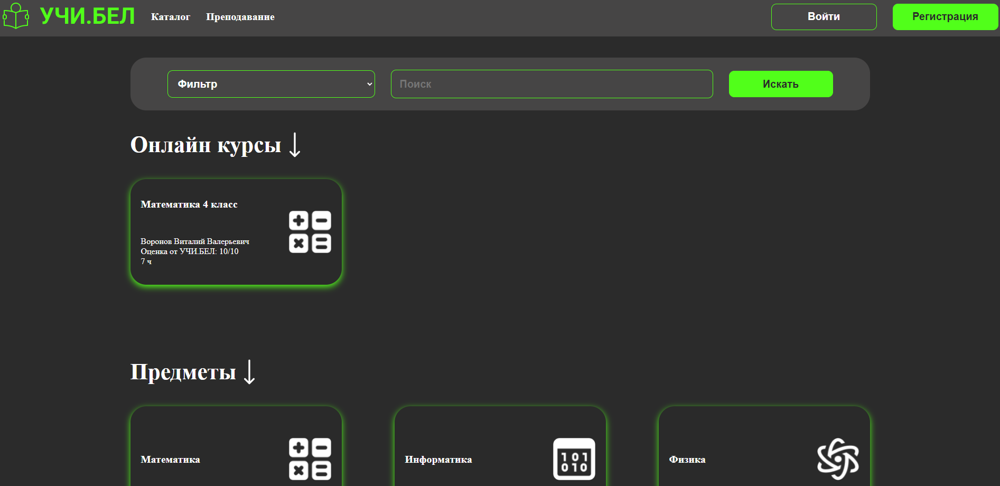 УЧИ.БЕЛ Каталог Преподавание Войти Регистрация
Фильтр Поиск Искать
Онлайн курсы
Математика 4 класс
Воронов Виталий Валерьевич
Оценка от УЧИ.БЕЛ: 10/10
7 ч
Предметы
Математика Информатика 101 010 Физика